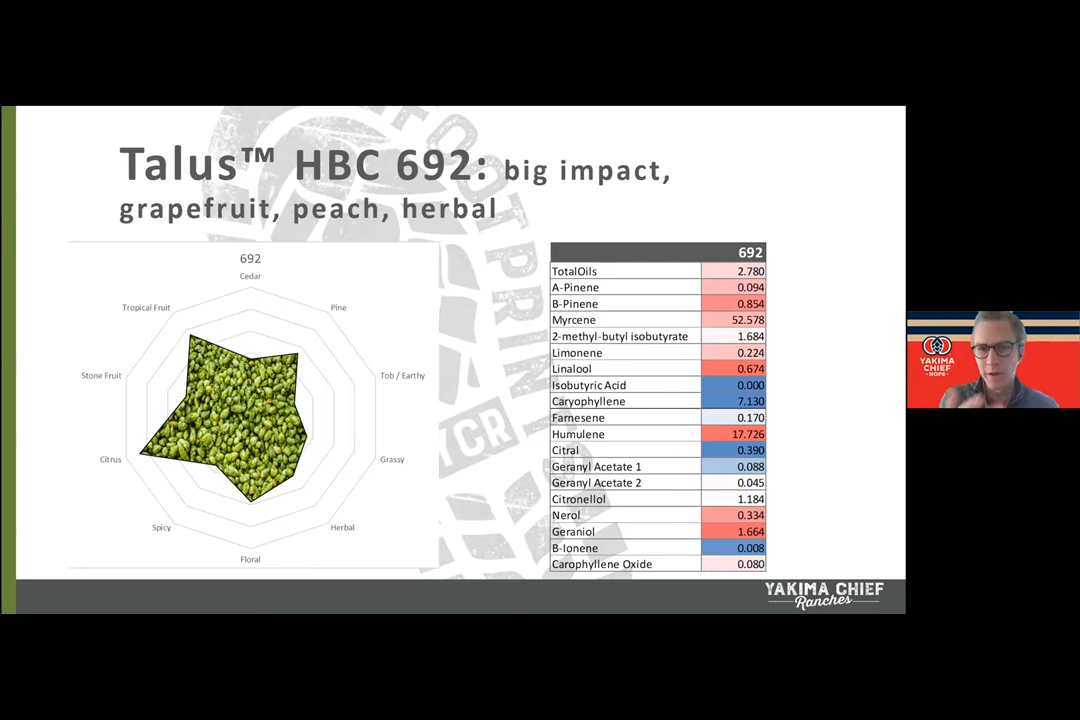 Talus™ HBC 692: big impact,
grapefruit, peach, herbal
692
Cedar
Tropical Fruit
Pine
Stone Fruit
Tob / Earthy
Citrus
Grassy
Spicy
Herbal
Floral
692
TotalOils 2.780
A-Pinene 0.094
B-Pinene 0.854
Myrcene 52.578
2-methyl-butyl isobutyrate 1.684
Limonene 0.224
Linalool 0.674
Isobutyric Acid 0.000
Caryophyllene 7.130
Farnesene 0.170
Humulene 17.726
Citral 0.390
Geranyl Acetate 1 0.088
Geranyl Acetate 2 0.045
Citronellol 1.184
Nerol 0.334
Geraniol 1.664
B-Ionene 0.008
Carophyllene Oxide 0.080
FOOTPRINT
YCR
YAKIMA CHIEF
Ranches
YAKIMA
CHIEF
HOPS